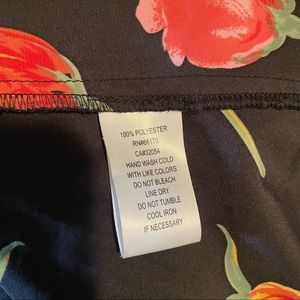 100% POLYESTER
RN#66170
CA#32054
HAND WASH COLD
WITH LIKE COLORS
DO NOT BLEACH
LINE DRY
DO NOT TUMBLE
COOL IRON
IF NECESSARY